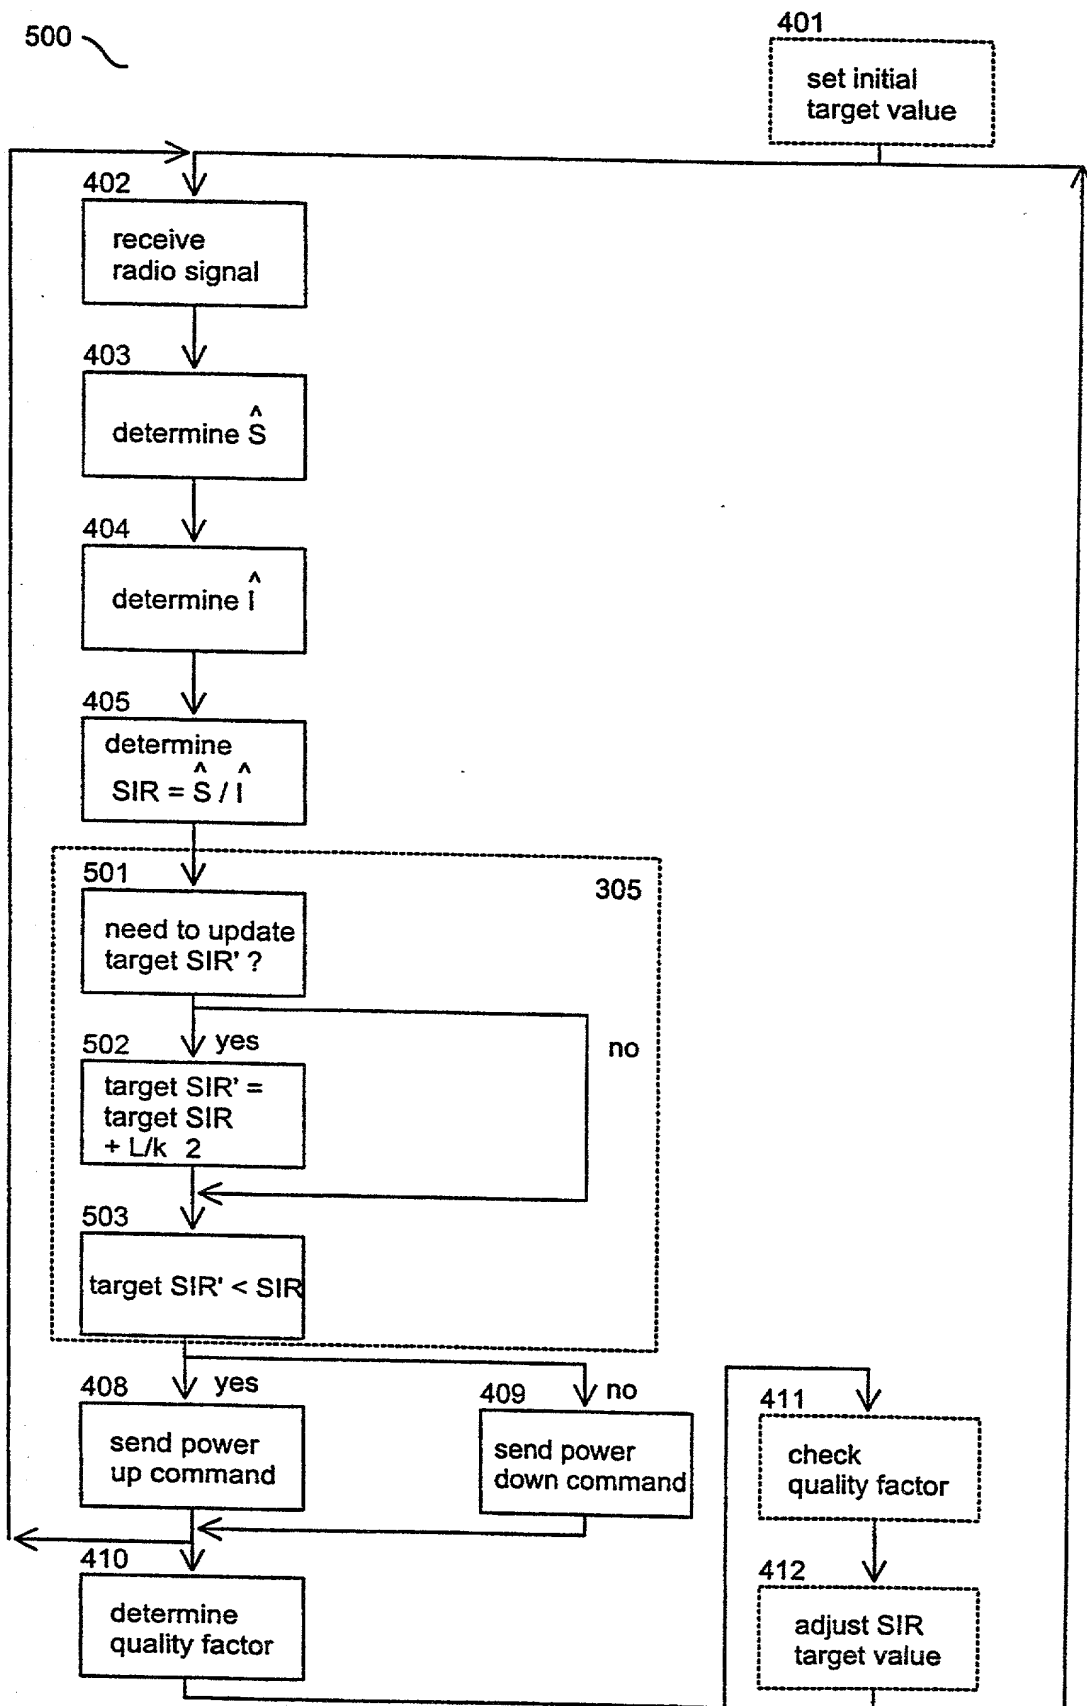 500
401
set initial
target value
402
receive
radio signal
403
determine Ŝ
404
determine Î
405
determine
SIR = Ŝ / Î
501
305
need to update
target SIR' ?
yes
no
502
target SIR' =
target SIR
+ L/k 2
503
target SIR' < SIR
yes
no
408
send power
up command
409
send power
down command
411
check
quality factor
410
determine
quality factor
412
adjust SIR
target value